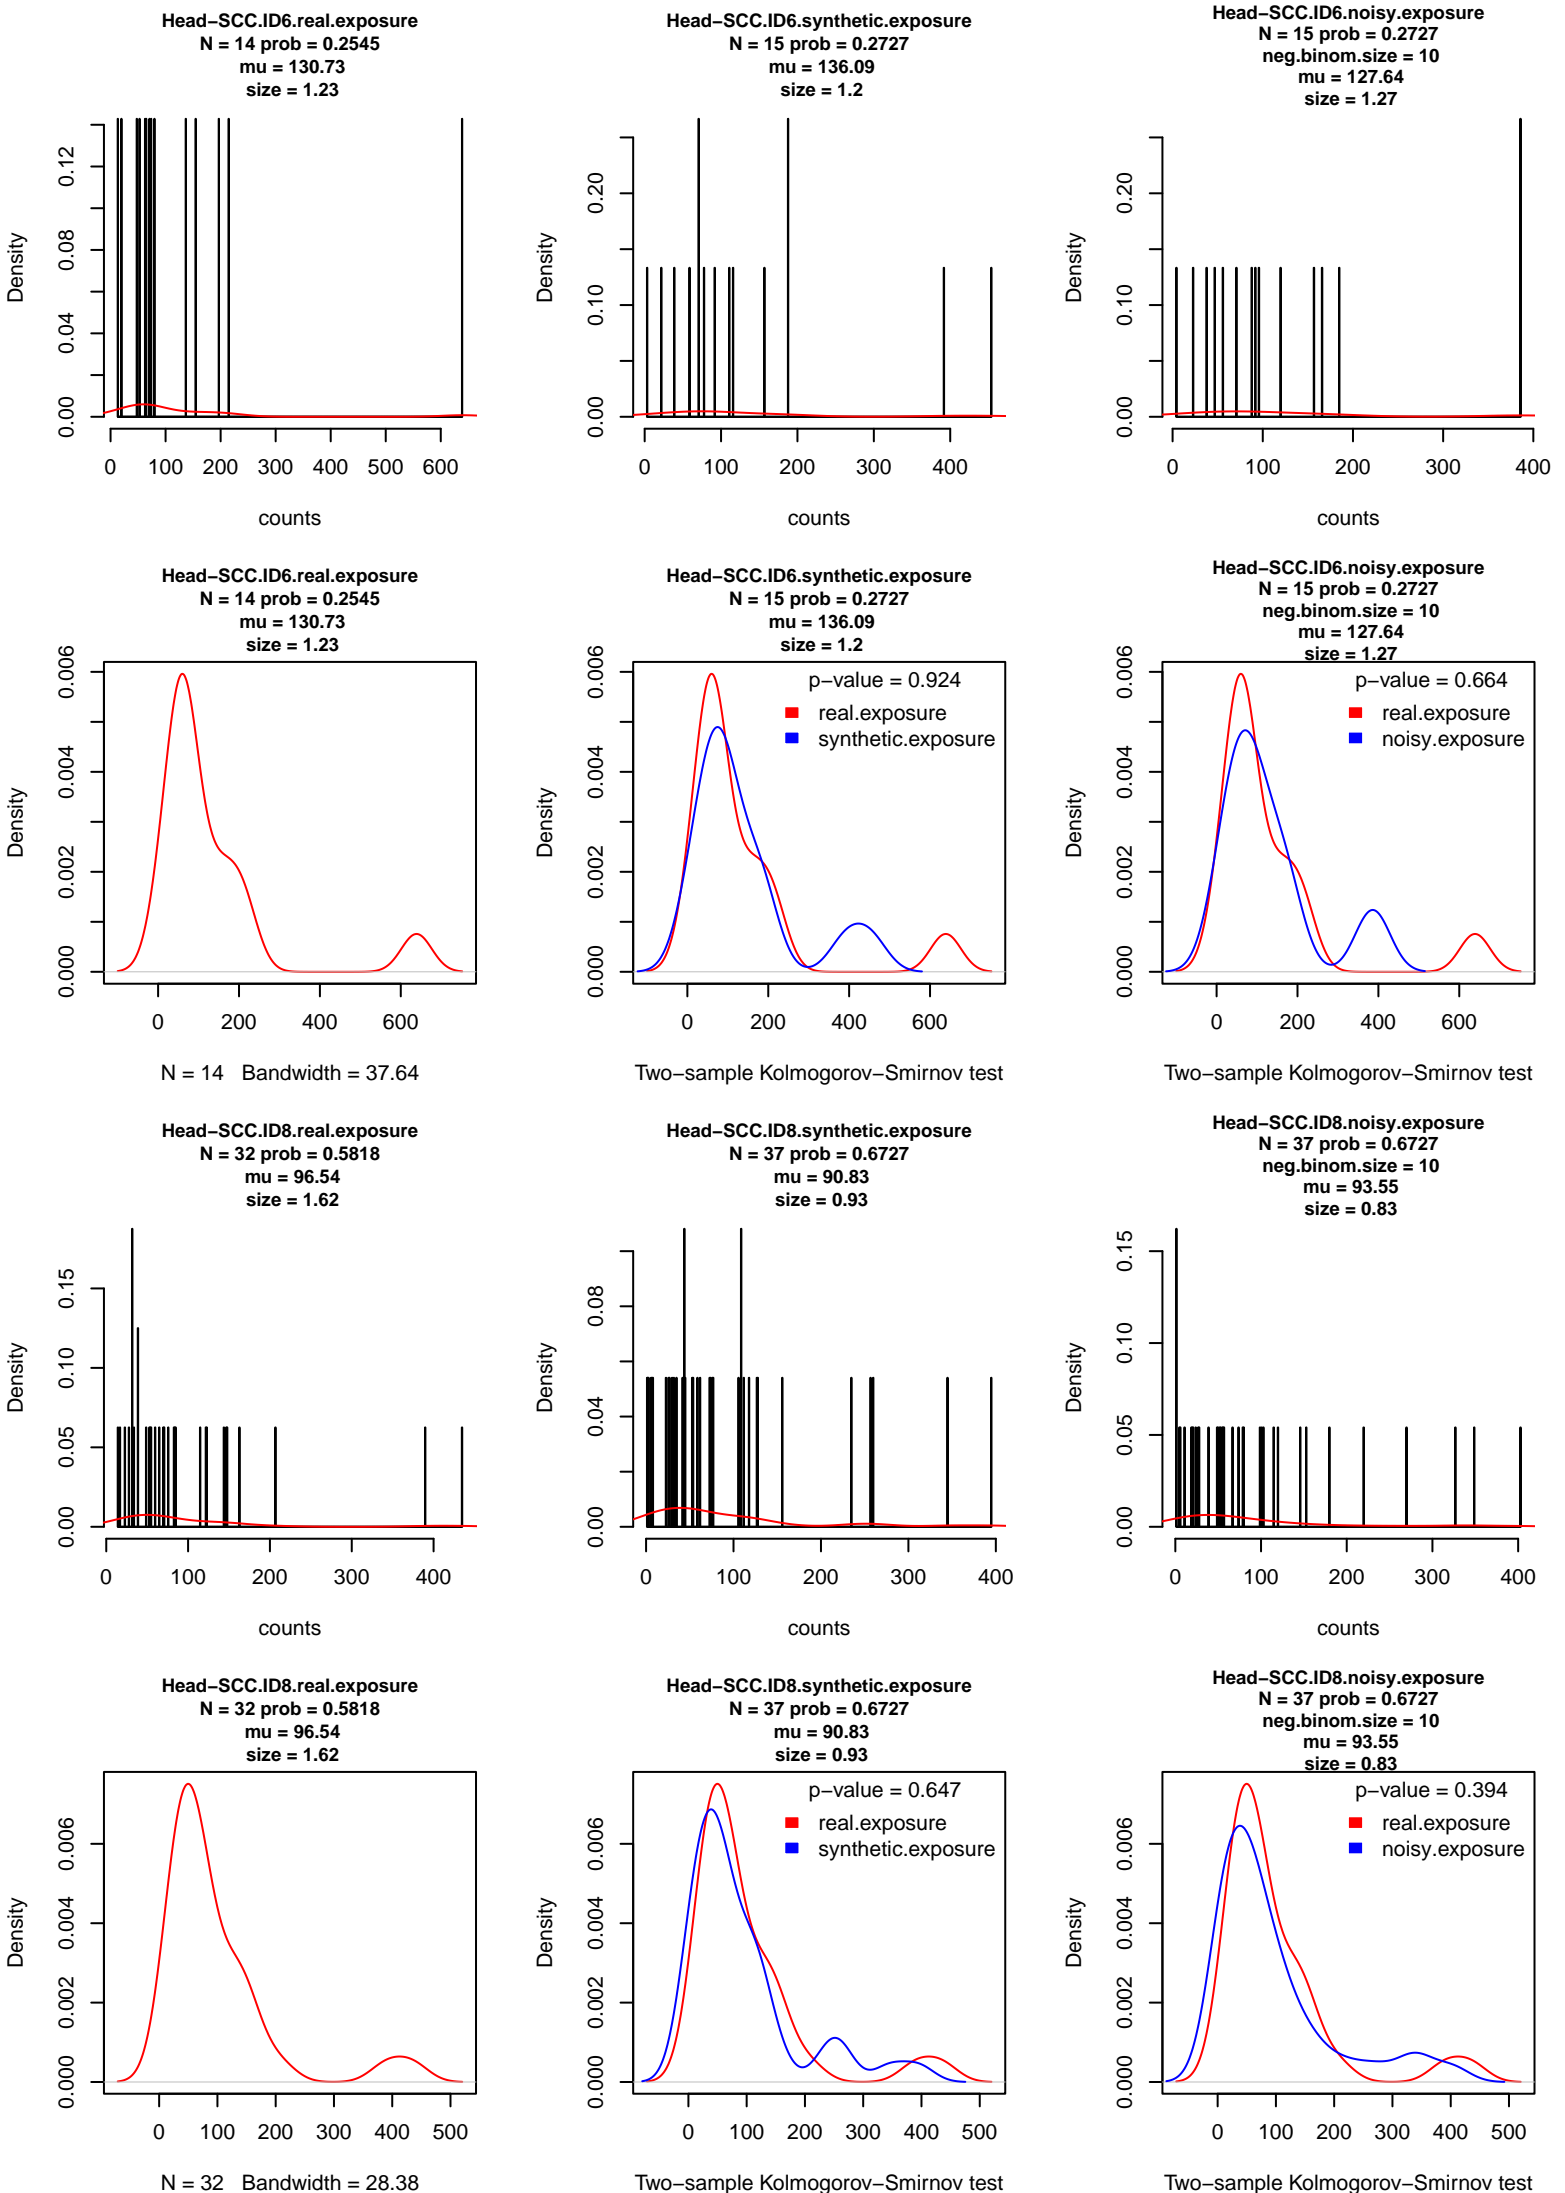 Head-SCC.ID6.real.exposure
N = 14 prob = 0.2545
mu = 130.73
size = 1.23
Density
0.00 0.04 0.08 0.12
0 100 200 300 400 500 600
counts
Head-SCC.ID6.synthetic.exposure
N = 15 prob = 0.2727
mu = 136.09
size = 1.2
Density
0.00 0.10 0.20
0 100 200 300 400
counts
Head-SCC.ID6.noisy.exposure
N = 15 prob = 0.2727
neg.binom.size = 10
mu = 127.64
size = 1.27
Density
0.00 0.10 0.20
0 100 200 300 400
counts
Head-SCC.ID6.real.exposure
N = 14 prob = 0.2545
mu = 130.73
size = 1.23
Density
0.000 0.002 0.004 0.006
0 200 400 600
N = 14 Bandwidth = 37.64
Head-SCC.ID6.synthetic.exposure
N = 15 prob = 0.2727
mu = 136.09
size = 1.2
p-value = 0.924
real.exposure
synthetic.exposure
Density
0.000 0.002 0.004 0.006
0 200 400 600
Two-sample Kolmogorov-Smirnov test
Head-SCC.ID6.noisy.exposure
N = 15 prob = 0.2727
neg.binom.size = 10
mu = 127.64
size = 1.27
p-value = 0.664
real.exposure
noisy.exposure
Density
0.000 0.002 0.004 0.006
0 200 400 600
Two-sample Kolmogorov-Smirnov test
Head-SCC.ID8.real.exposure
N = 32 prob = 0.5818
mu = 96.54
size = 1.62
Density
0.00 0.05 0.10 0.15
0 100 200 300 400
counts
Head-SCC.ID8.synthetic.exposure
N = 37 prob = 0.6727
mu = 90.83
size = 0.93
Density
0.00 0.04 0.08
0 100 200 300 400
counts
Head-SCC.ID8.noisy.exposure
N = 37 prob = 0.6727
neg.binom.size = 10
mu = 93.55
size = 0.83
Density
0.00 0.05 0.10 0.15
0 100 200 300 400
counts
Head-SCC.ID8.real.exposure
N = 32 prob = 0.5818
mu = 96.54
size = 1.62
Density
0.000 0.002 0.004 0.006
0 100 200 300 400 500
N = 32 Bandwidth = 28.38
Head-SCC.ID8.synthetic.exposure
N = 37 prob = 0.6727
mu = 90.83
size = 0.93
p-value = 0.647
real.exposure
synthetic.exposure
Density
0.000 0.002 0.004 0.006
0 100 200 300 400 500
Two-sample Kolmogorov-Smirnov test
Head-SCC.ID8.noisy.exposure
N = 37 prob = 0.6727
neg.binom.size = 10
mu = 93.55
size = 0.83
p-value = 0.394
real.exposure
noisy.exposure
Density
0.000 0.002 0.004 0.006
0 100 200 300 400 500
Two-sample Kolmogorov-Smirnov test